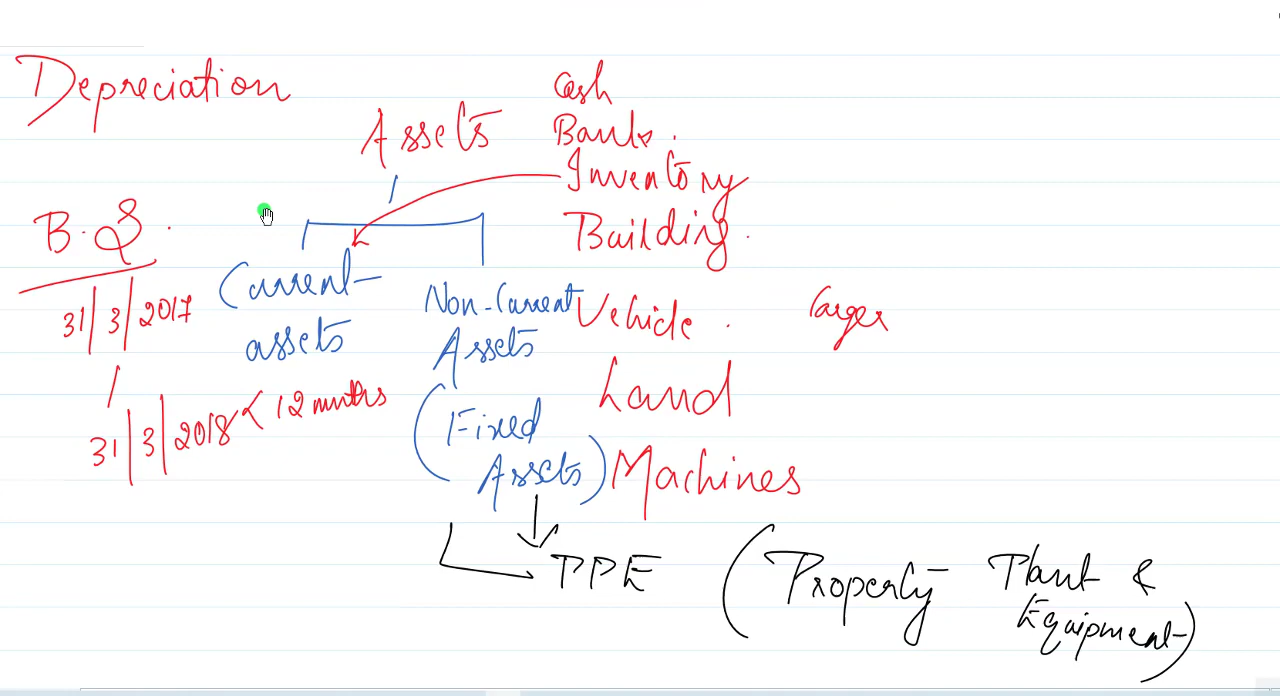 Depreciation
Assets
Cash
Bank.
Inventory
Building.
Vehicle.
Land
Machines
larger
B.S.
31/3/2017
31/3/2018 < 12 months
Current
assets
Non-Current
Assets
(Fixed
Assets)
PPE (Property Plant &
Equipment)